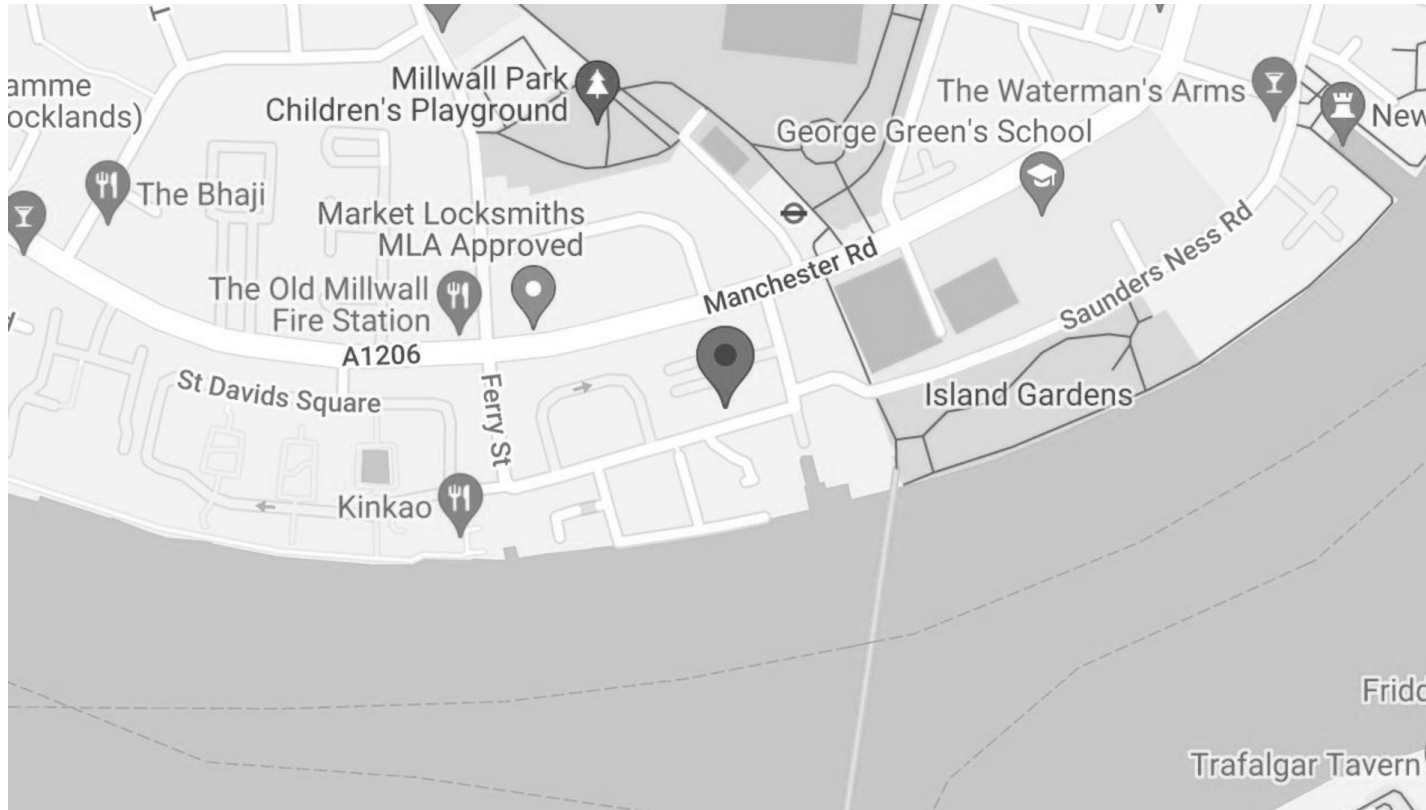 Millwall Park
Children's Playground
amme
ocklands)
The Waterman's Arms
New
George Green's School
The Bhaji
Market Locksmiths
MLA Approved
The Old Millwall
Fire Station
Manchester Rd
Saunders Ness Rd
A1206
St Davids Square
Ferry St
Island Gardens
Kinkao
Trafalgar Tavern